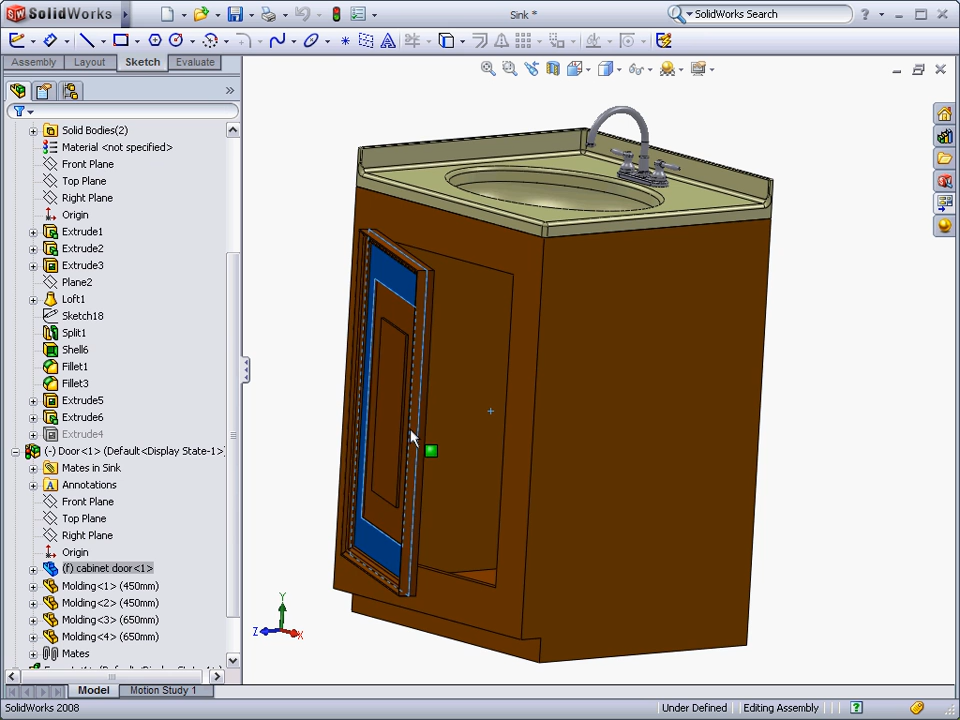 SolidWorks
Sink *
SolidWorks Search
Assembly Layout Sketch Evaluate
Solid Bodies(2)
Material <not specified>
Front Plane
Top Plane
Right Plane
Origin
Extrude1
Extrude2
Extrude3
Plane2
Loft1
Sketch18
Split1
Shell6
Fillet1
Fillet3
Extrude5
Extrude6
Extrude4
(-) Door<1> (Default<Display State-1>)
Mates in Sink
Annotations
Front Plane
Top Plane
Right Plane
Origin
(f) cabinet door<1>
Molding<1> (450mm)
Molding<2> (450mm)
Molding<3> (650mm)
Molding<4> (650mm)
Mates
Y
Z X
Model Motion Study 1
SolidWorks 2008 Under Defined Editing Assembly